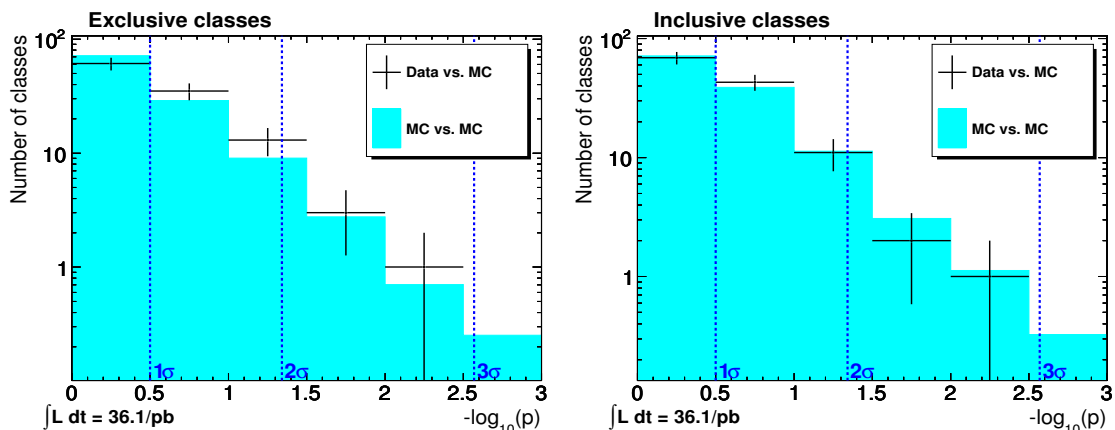 Exclusive classes
Number of classes
10²
10
1
Data vs. MC
MC vs. MC
1σ
2σ
3σ
0 0.5 1 1.5 2 2.5 3
∫L dt = 36.1/pb
-log₁₀(p)
Inclusive classes
Number of classes
10²
10
1
Data vs. MC
MC vs. MC
1σ
2σ
3σ
0 0.5 1 1.5 2 2.5 3
∫L dt = 36.1/pb
-log₁₀(p)